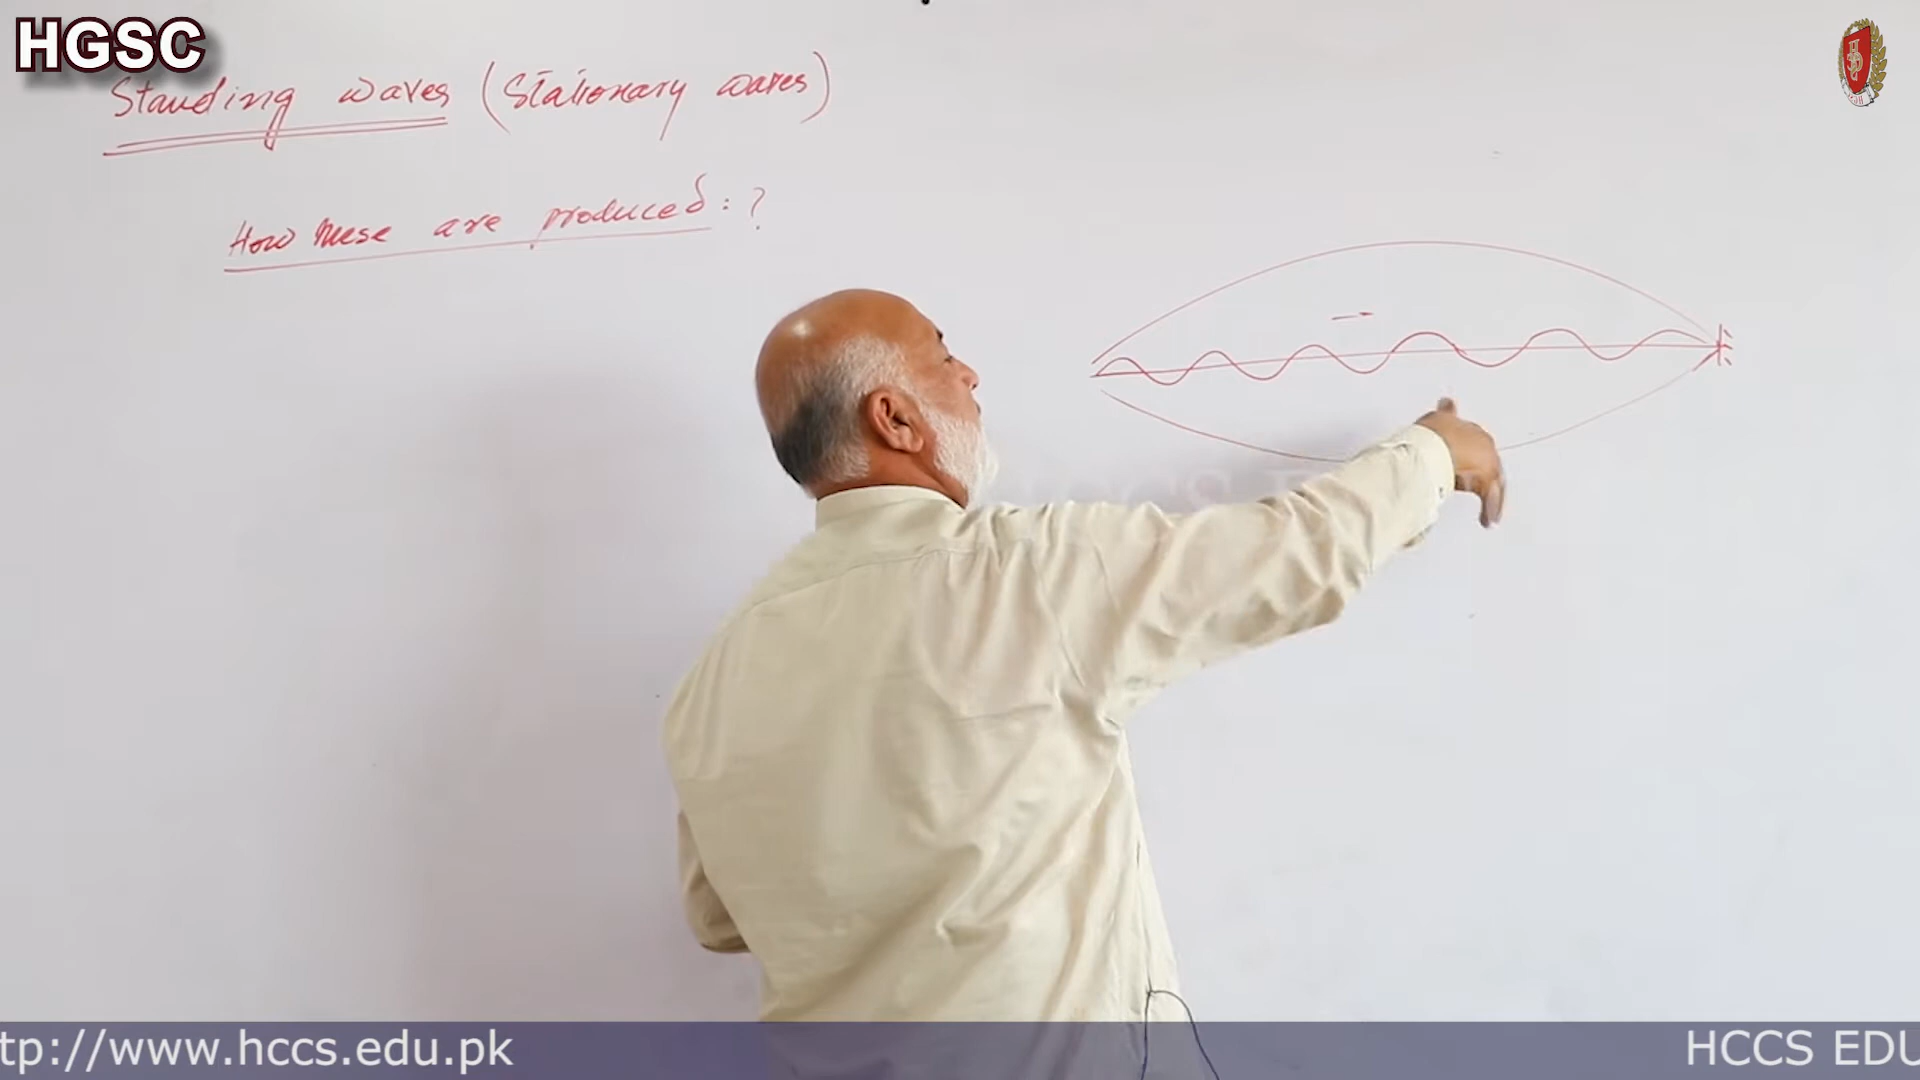 HGSC
Standing waves (Stationary waves)
How these are produced : ?
tp://www.hccs.edu.pk
HCCS EDU